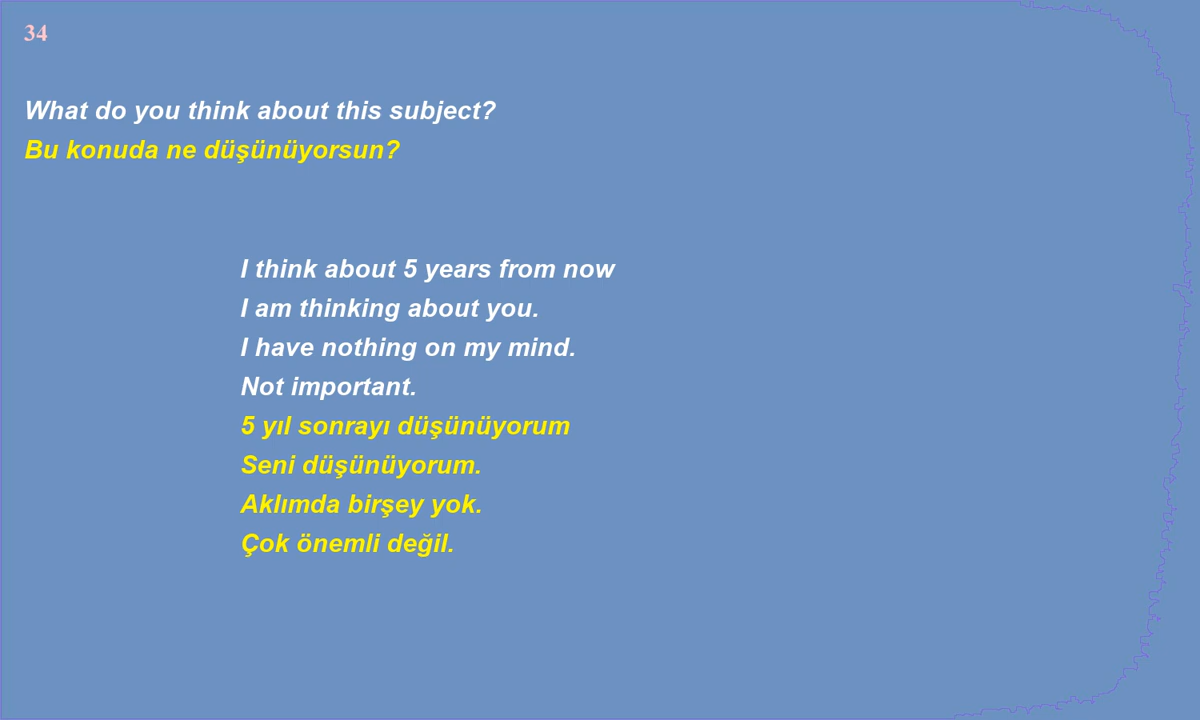 34
What do you think about this subject?
Bu konuda ne düşünüyorsun?
I think about 5 years from now
I am thinking about you.
I have nothing on my mind.
Not important.
5 yıl sonrayı düşünüyorum
Seni düşünüyorum.
Aklımda birşey yok.
Çok önemli değil.